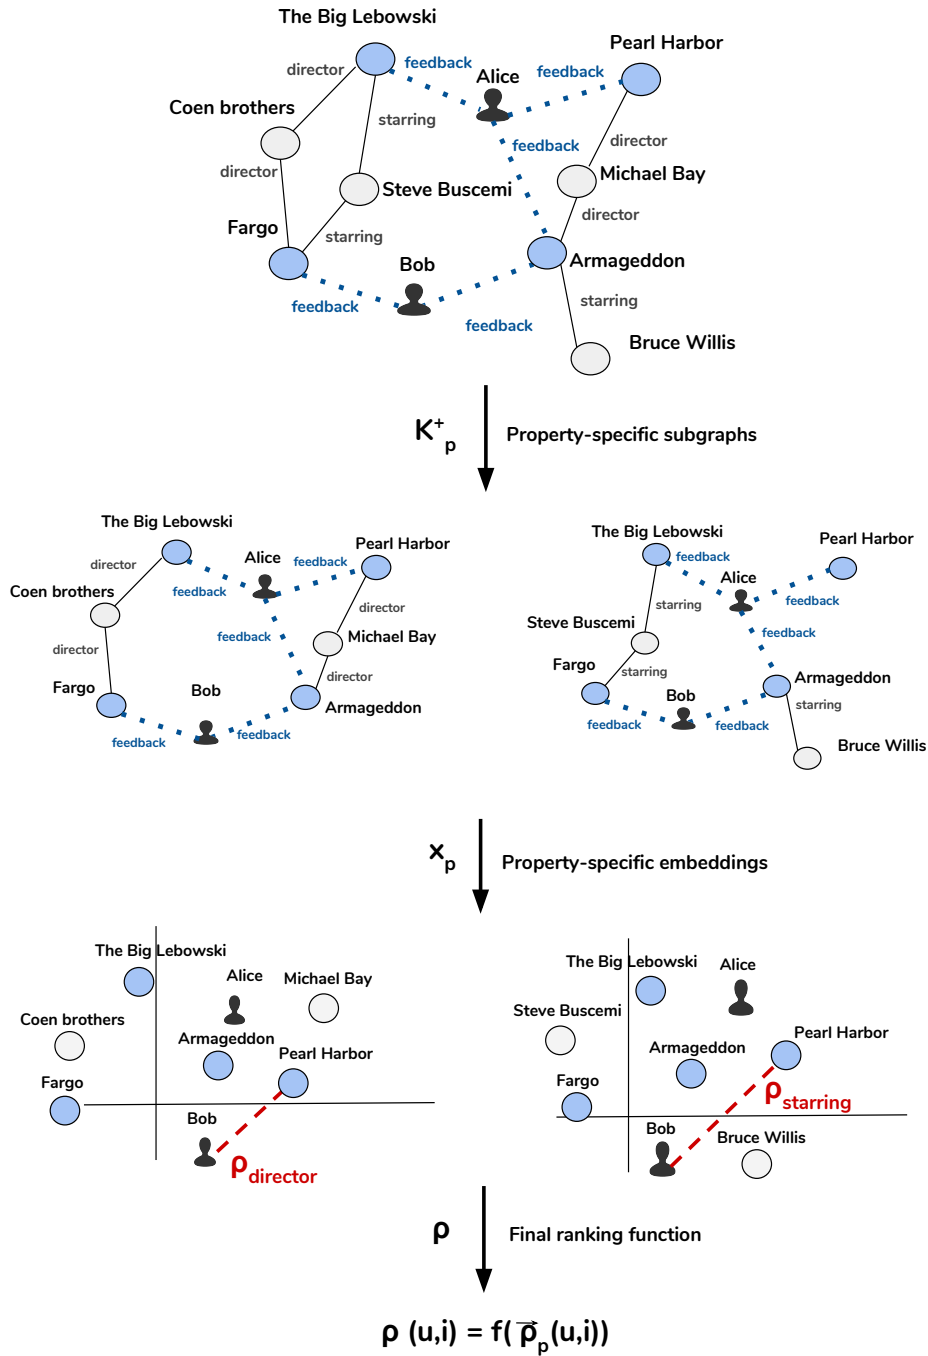 The Big Lebowski
Pearl Harbor
director
feedback
Alice
feedback
Coen brothers
starring
feedback
director
director
Michael Bay
Steve Buscemi
director
Fargo
starring
Bob
Armageddon
feedback
starring
feedback
Bruce Willis
K+p
Property-specific subgraphs
The Big Lebowski
Alice
Pearl Harbor
director
feedback
feedback
Coen brothers
director
feedback
Michael Bay
director
director
Fargo
Bob
Armageddon
feedback
feedback
The Big Lebowski
Pearl Harbor
feedback
Alice
starring
feedback
Steve Buscemi
feedback
Fargo
starring
Bob
Armageddon
starring
feedback
feedback
Bruce Willis
xp
Property-specific embeddings
The Big Lebowski
Alice
Michael Bay
Coen brothers
Armageddon
Pearl Harbor
Fargo
Bob
ρdirector
The Big Lebowski
Alice
Steve Buscemi
Pearl Harbor
Armageddon
Fargo
ρstarring
Bob
Bruce Willis
ρ
Final ranking function
ρ (u,i) = f( ρ⃗p(u,i))